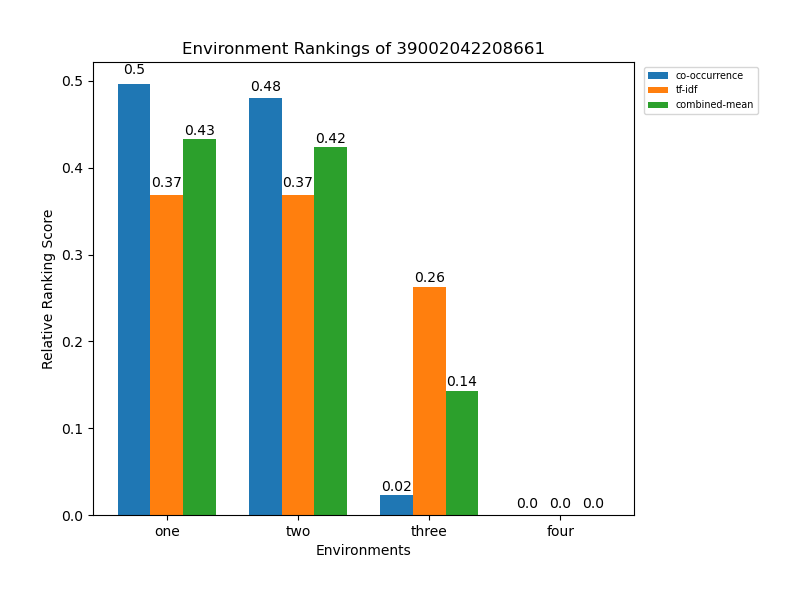 Environment Rankings of 39002042208661
co-occurrence
tf-idf
combined-mean
Relative Ranking Score
0.5
0.4
0.3
0.2
0.1
0.0
0.5
0.37
0.43
0.48
0.37
0.42
0.02
0.26
0.14
0.0 0.0 0.0
one two three four
Environments